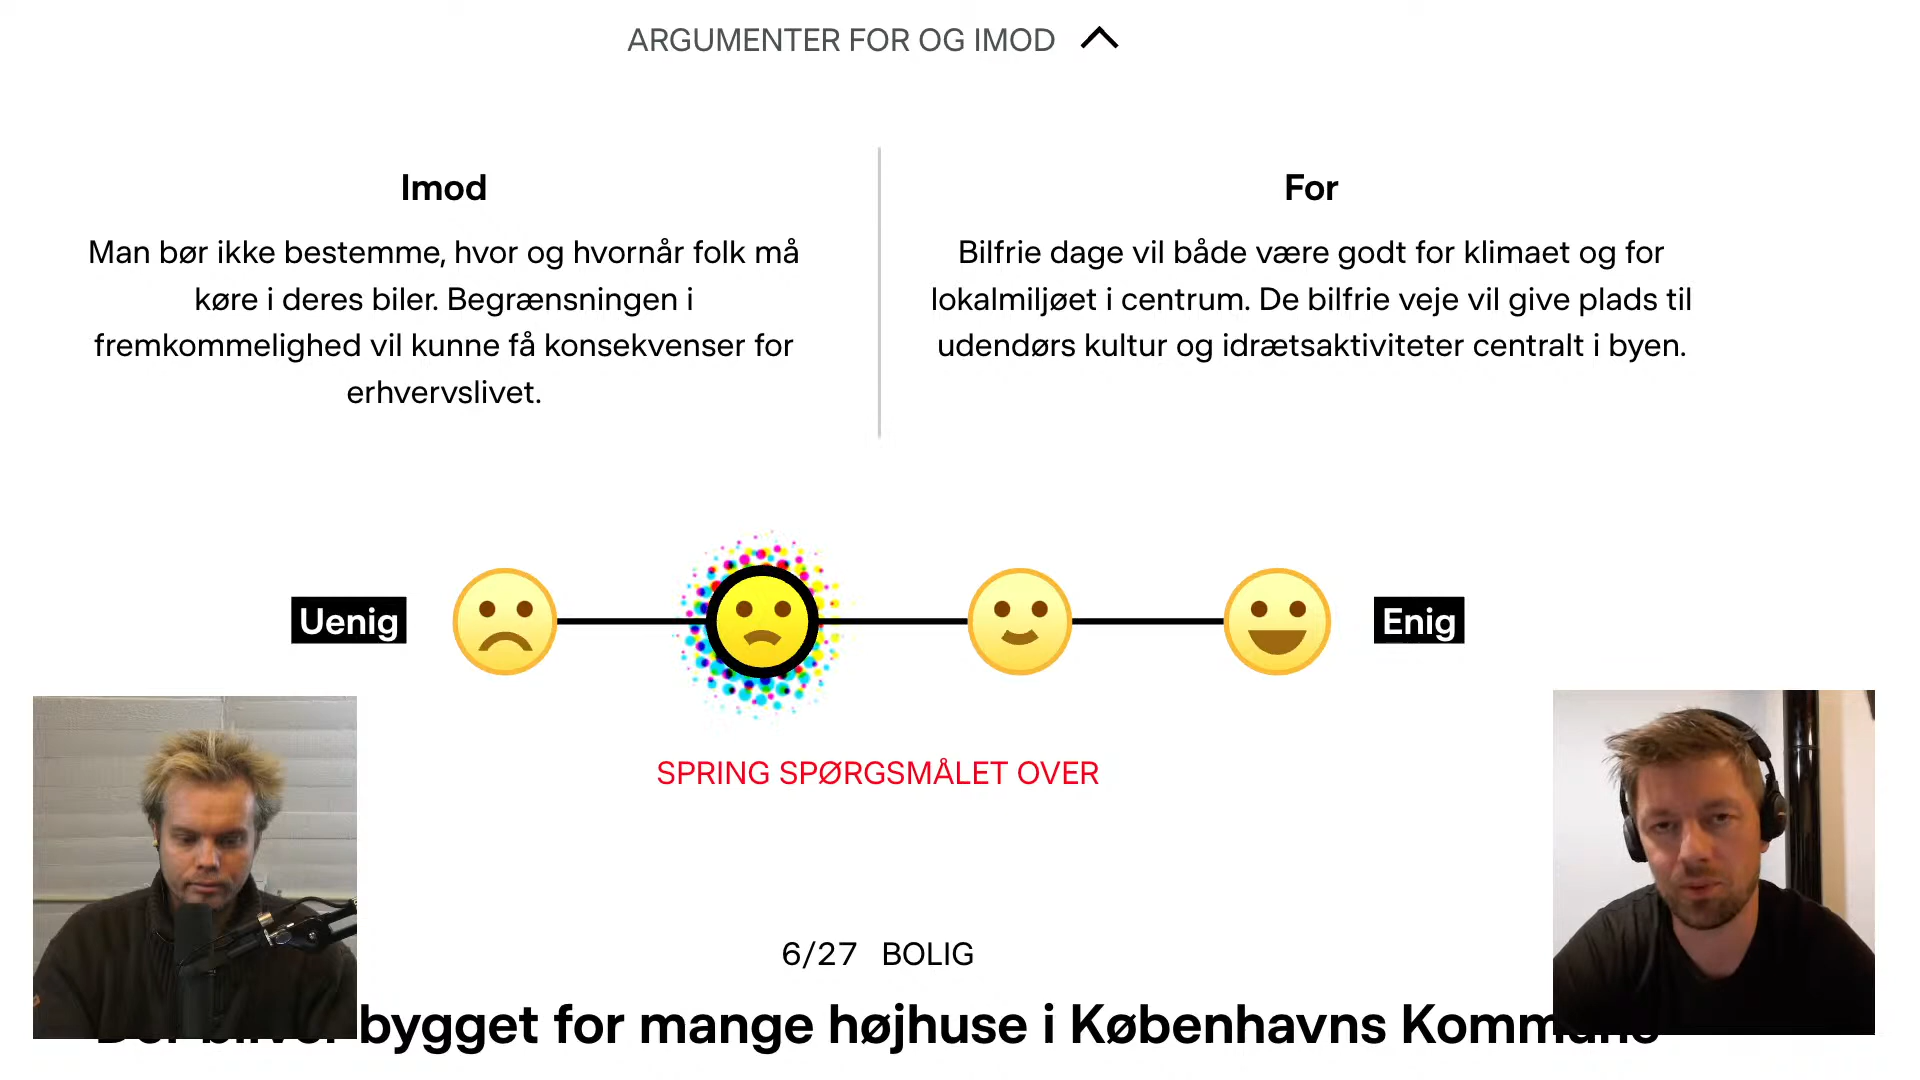 ARGUMENTER FOR OG IMOD
Imod
Man bør ikke bestemme, hvor og hvornår folk må
køre i deres biler. Begrænsningen i
fremkommelighed vil kunne få konsekvenser for
erhvervslivet.
For
Bilfrie dage vil både være godt for klimaet og for
lokalmiljøet i centrum. De bilfrie veje vil give plads til
udendørs kultur og idrætsaktiviteter centralt i byen.
Uenig
Enig
SPRING SPØRGSMÅLET OVER
6/27 BOLIG
bygget for mange højhuse i Københavns